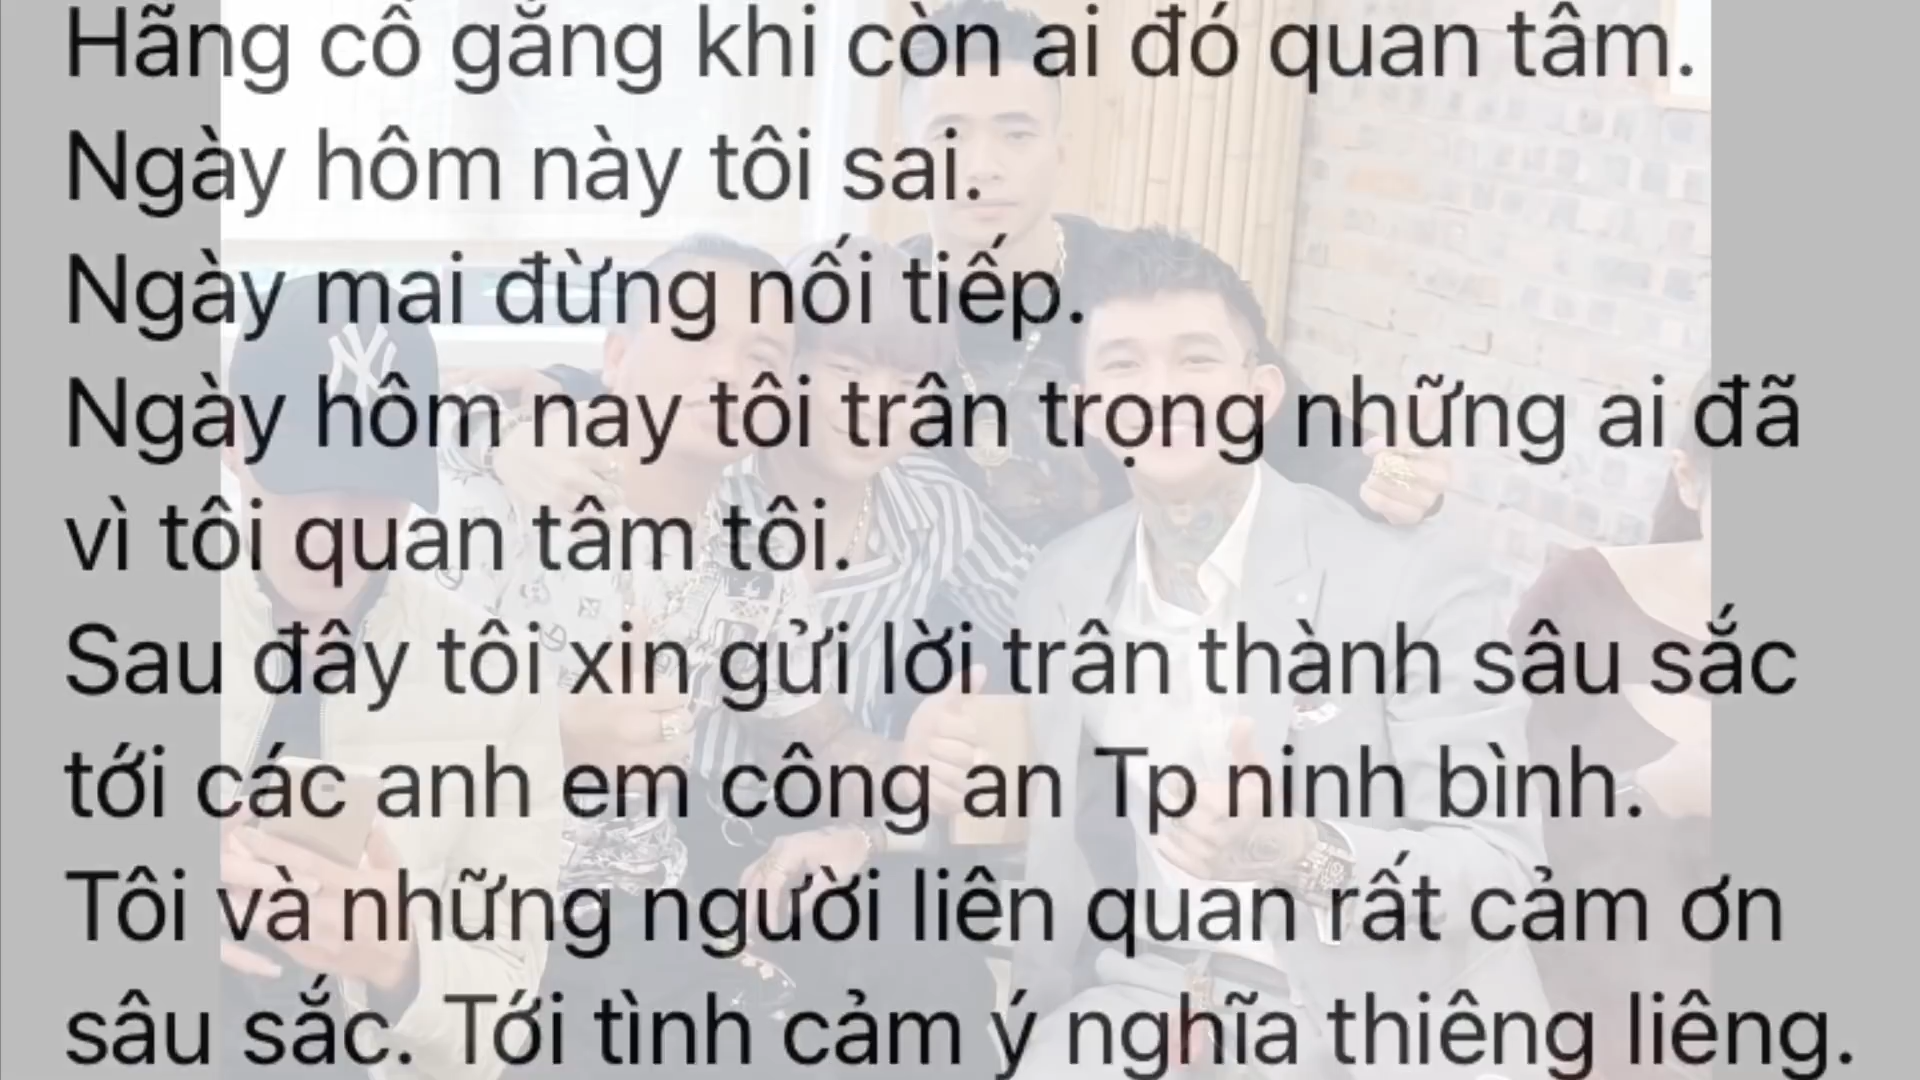 Hãng cố gắng khi còn ai đó quan tâm.
Ngày hôm này tôi sai.
Ngày mai đừng nối tiếp.
Ngày hôm nay tôi trân trọng những ai đã
vì tôi quan tâm tôi.
Sau đây tôi xin gửi lời trân thành sâu sắc
tới các anh em công an Tp ninh bình.
Tôi và những người liên quan rất cảm ơn
sâu sắc. Tới tình cảm ý nghĩa thiêng liêng.
NY